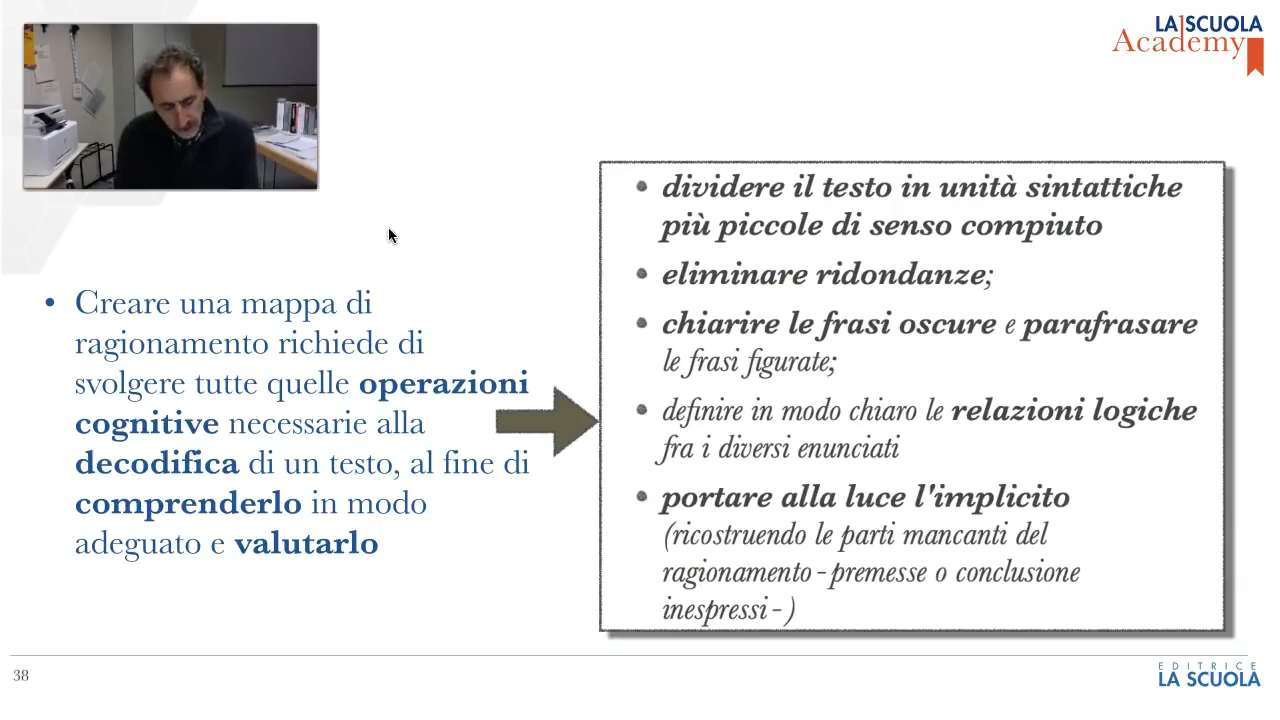 LA SCUOLA
Academy
• Creare una mappa di
ragionamento richiede di
svolgere tutte quelle operazioni
cognitive necessarie alla
decodifica di un testo, al fine di
comprenderlo in modo
adeguato e valutarlo
• dividere il testo in unità sintattiche
più piccole di senso compiuto
• eliminare ridondanze;
• chiarire le frasi oscure e parafrasare
le frasi figurate;
• definire in modo chiaro le relazioni logiche
fra i diversi enunciati
• portare alla luce l'implicito
(ricostruendo le parti mancanti del
ragionamento - premesse o conclusione
inespressi - )
38
EDITRICE
LA SCUOLA